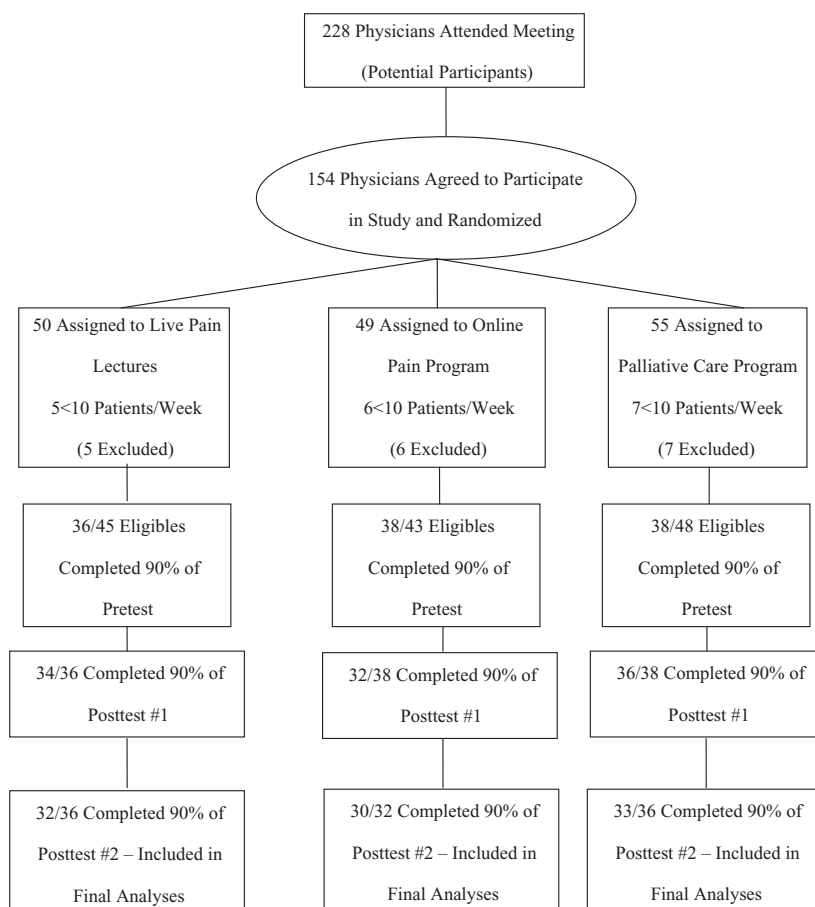 228 Physicians Attended Meeting
(Potential Participants)
154 Physicians Agreed to Participate
in Study and Randomized
50 Assigned to Live Pain
Lectures
5<10 Patients/Week
(5 Excluded)
49 Assigned to Online
Pain Program
6<10 Patients/Week
(6 Excluded)
55 Assigned to
Palliative Care Program
7<10 Patients/Week
(7 Excluded)
36/45 Eligibles
Completed 90% of
Pretest
38/43 Eligibles
Completed 90% of
Pretest
38/48 Eligibles
Completed 90% of
Pretest
34/36 Completed 90% of
Posttest #1
32/38 Completed 90% of
Posttest #1
36/38 Completed 90% of
Posttest #1
32/36 Completed 90% of
Posttest #2 – Included in
Final Analyses
30/32 Completed 90% of
Posttest #2 – Included in
Final Analyses
33/36 Completed 90% of
Posttest #2 – Included in
Final Analyses